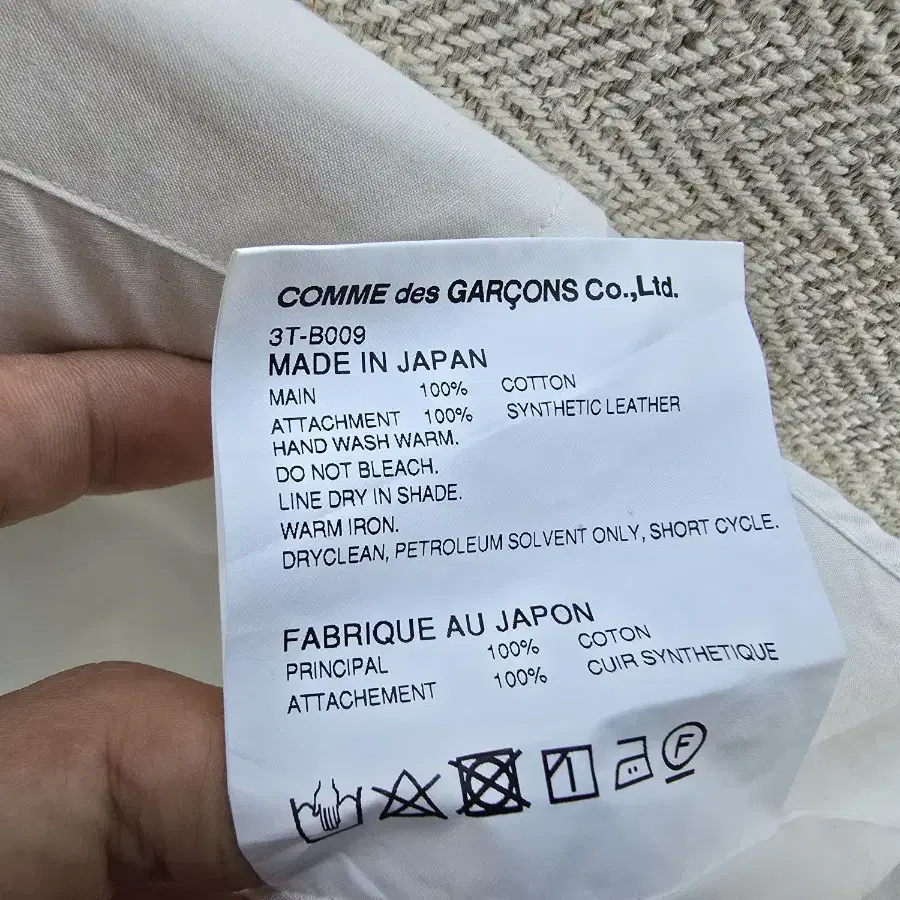 COMME des GARÇONS Co.,Ltd.
3T-B009
MADE IN JAPAN
MAIN 100% COTTON
ATTACHMENT 100% SYNTHETIC LEATHER
HAND WASH WARM.
DO NOT BLEACH.
LINE DRY IN SHADE.
WARM IRON.
DRYCLEAN, PETROLEUM SOLVENT ONLY, SHORT CYCLE.
FABRIQUE AU JAPON
PRINCIPAL 100% COTON
ATTACHEMENT 100% CUIR SYNTHETIQUE
F